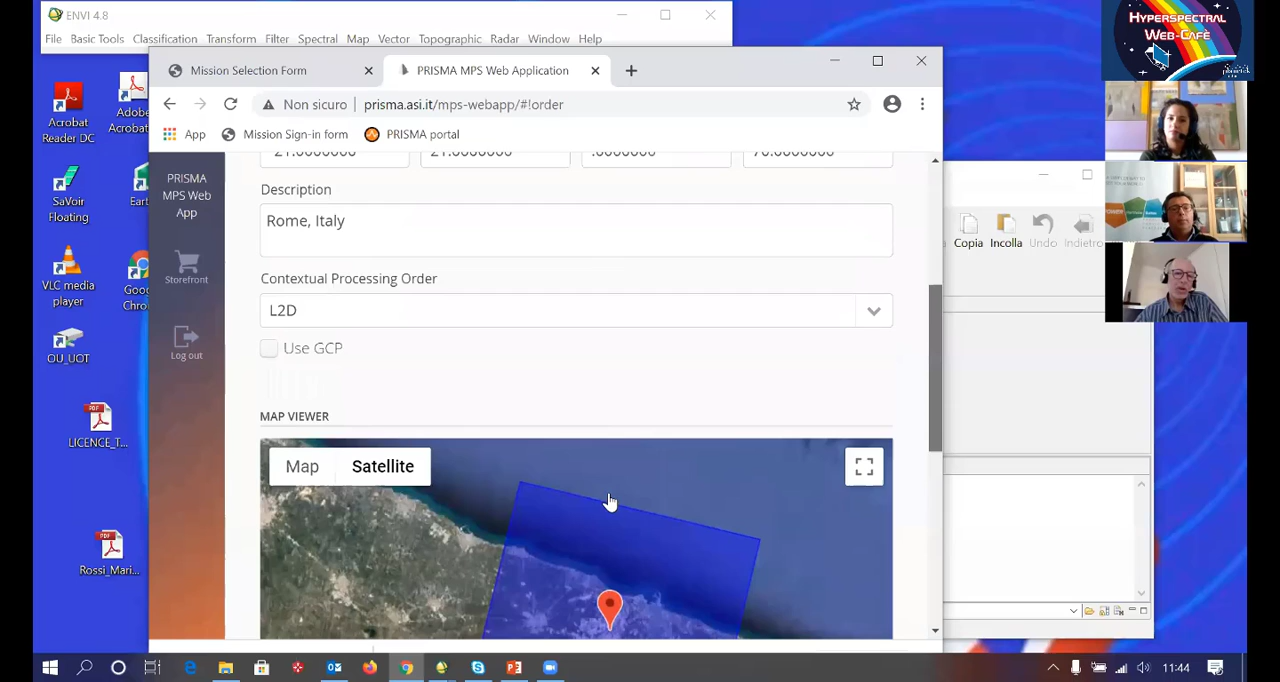 ENVI 4.8
File Basic Tools Classification Transform Filter Spectral Map Vector Topographic Radar Window Help
HYPERSPECTRAL
WEB-CAFÈ
Mission Selection Form
PRISMA MPS Web Application
Non sicuro
prisma.asi.it/mps-webapp/#!order
App
Mission Sign-in form
PRISMA portal
Acrobat
Reader DC
Adobe
Acrobat
SaVoir
Floating
VLC media
player
OU_UOT
LICENCE_T...
Rossi_Mari...
PRISMA
MPS Web
App
Storefront
Log out
Description
Rome, Italy
Contextual Processing Order
L2D
Use GCP
MAP VIEWER
Map
Satellite
Copia
Incolla
Undo
Indietro
11:44